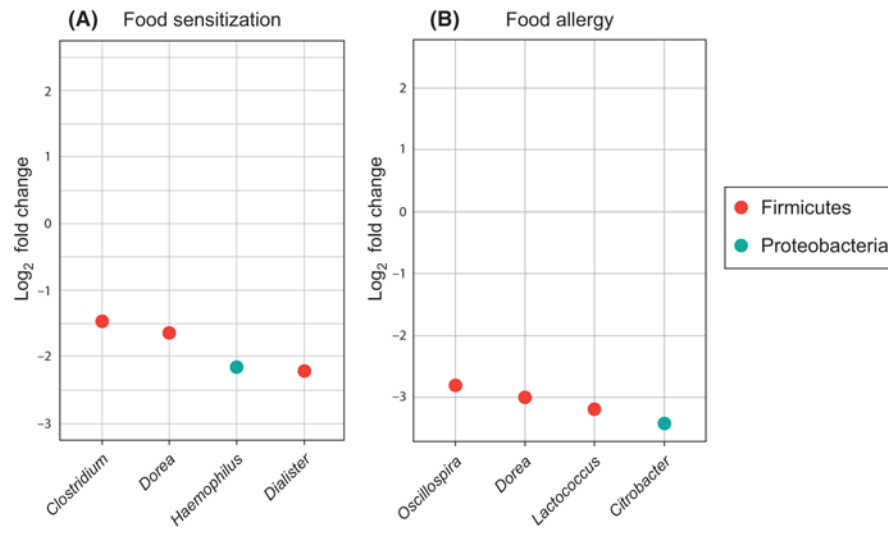 (A) Food sensitization
Log2 fold change
2
1
0
−1
−2
−3
Clostridium
Dorea
Haemophilus
Dialister
(B) Food allergy
Log2 fold change
2
1
0
−1
−2
−3
Oscillospira
Dorea
Lactococcus
Citrobacter
Firmicutes
Proteobacteria